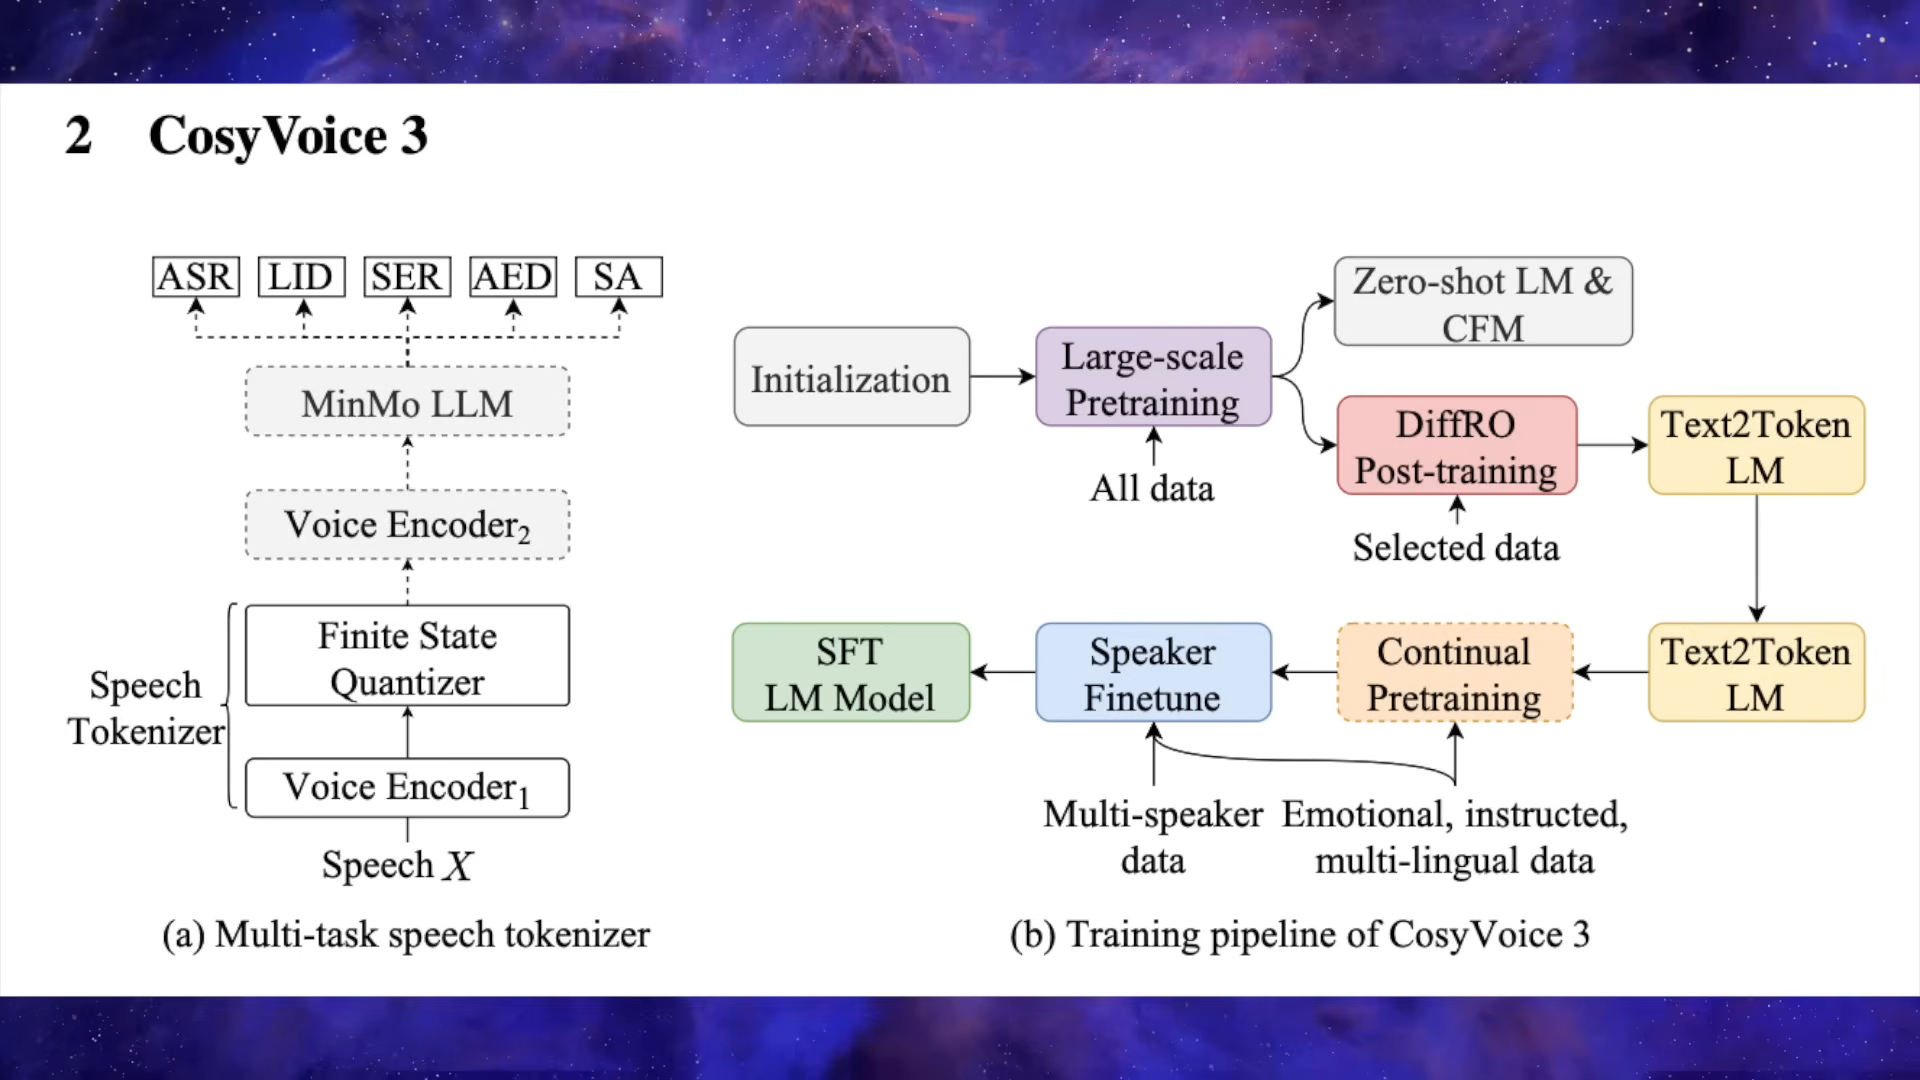 2 CosyVoice 3
ASR LID SER AED SA
MinMo LLM
Voice Encoder2
Finite State
Quantizer
Speech
Tokenizer
Voice Encoder1
Speech X
(a) Multi-task speech tokenizer
Initialization
Large-scale
Pretraining
All data
Zero-shot LM &
CFM
DiffRO
Post-training
Selected data
Text2Token
LM
Text2Token
LM
Continual
Pretraining
Speaker
Finetune
SFT
LM Model
Multi-speaker
data
Emotional, instructed,
multi-lingual data
(b) Training pipeline of CosyVoice 3